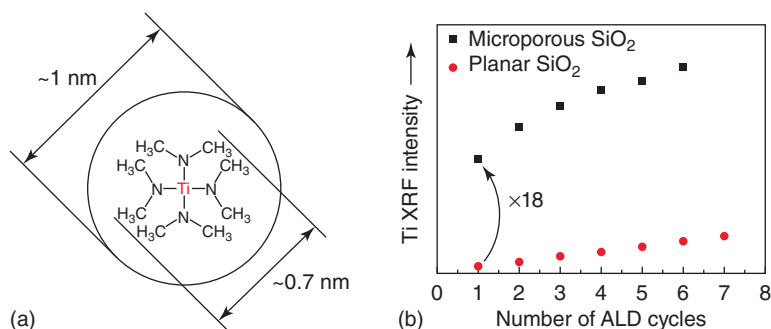 ~1 nm
H₃C CH₃
H₃C N CH₃
N Ti N
H₃C N CH₃
H₃C CH₃
~0.7 nm
(a)
Microporous SiO₂
Planar SiO₂
Ti XRF intensity
×18
0 1 2 3 4 5 6 7 8
Number of ALD cycles
(b)